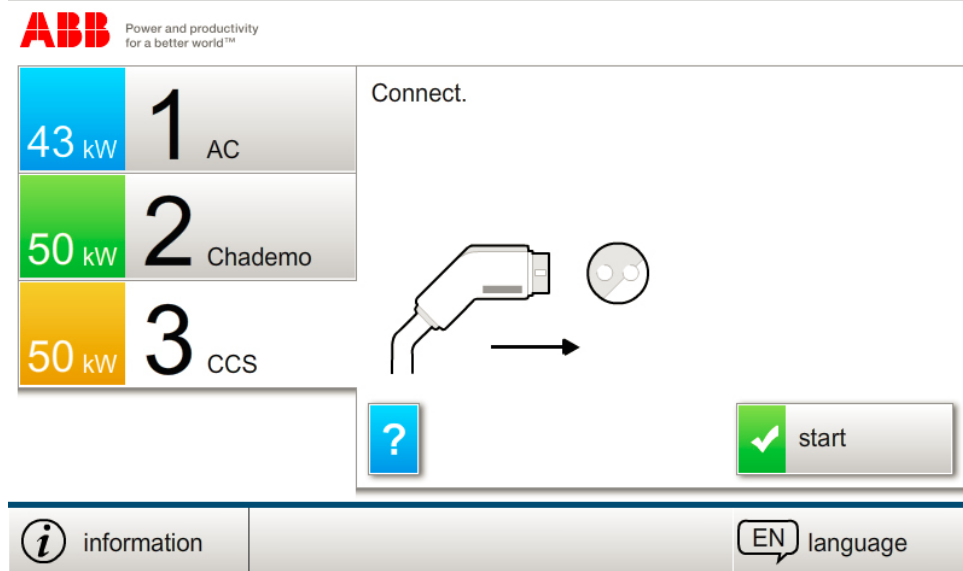 ABB
Power and productivity
for a better world™
43 kW 1 AC
50 kW 2 Chademo
50 kW 3 CCS
Connect.
?
start
i information
EN language